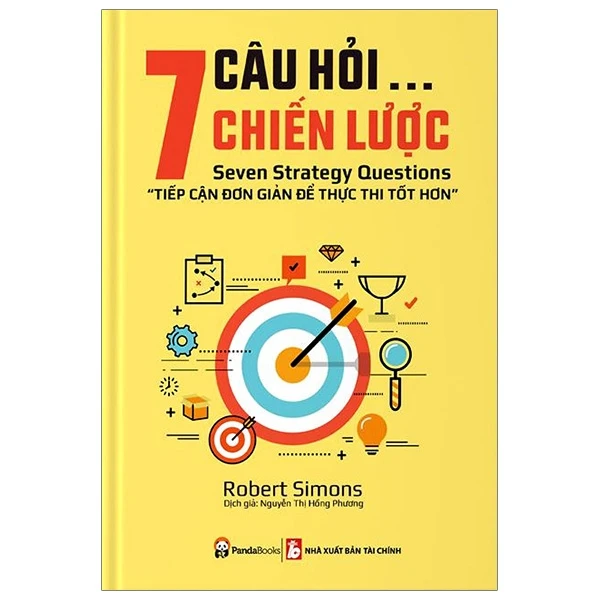 7 CÂU HỎI ...
CHIẾN LƯỢC
Seven Strategy Questions
“TIẾP CẬN ĐƠN GIẢN ĐỂ THỰC THI TỐT HƠN”
Robert Simons
Dịch giả: Nguyễn Thị Hồng Phương
PandaBooks
NHÀ XUẤT BẢN TÀI CHÍNH